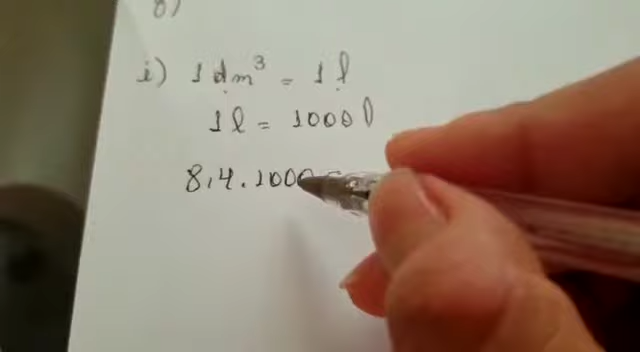 g)
i) 1 dm³ = 1 l
1 l = 1000 l
8,4 . 1000 =